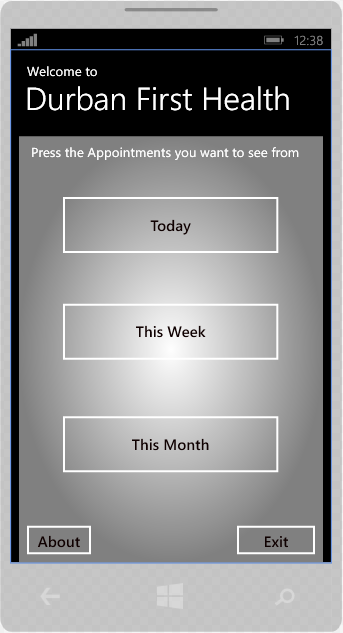 12:38
Welcome to
Durban First Health
Press the Appointments you want to see from
Today
This Week
This Month
About
Exit